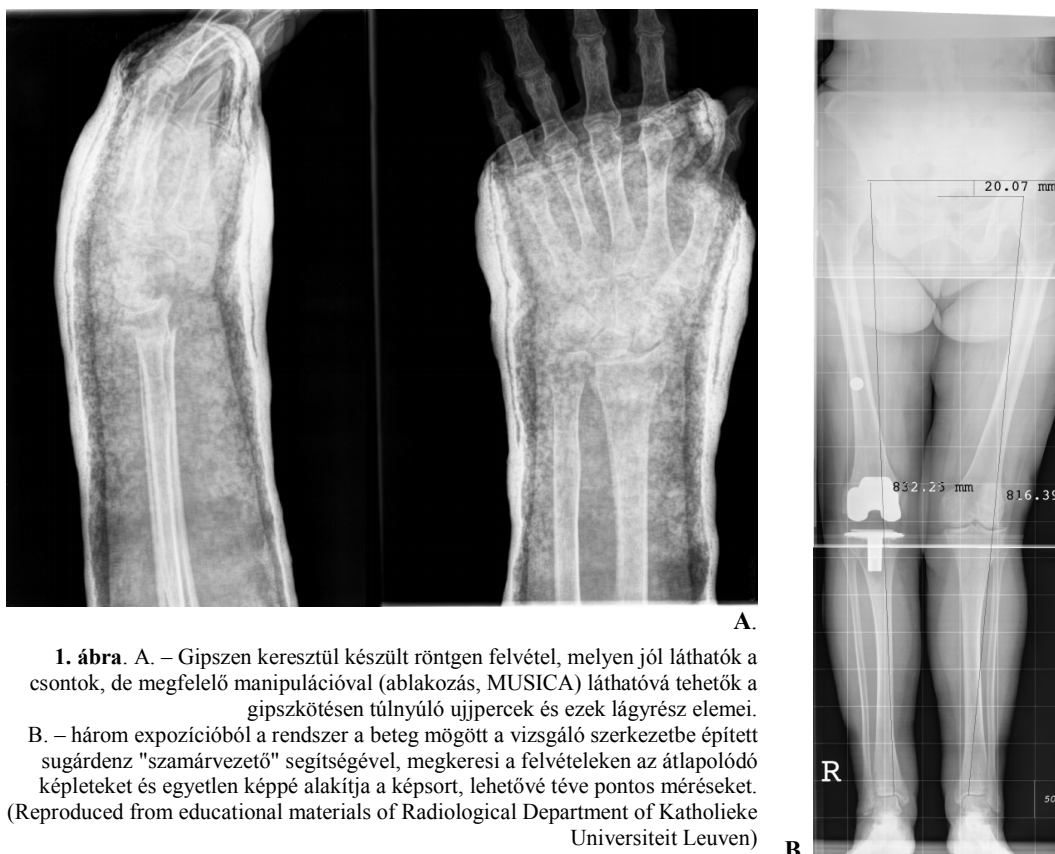 20.07 mm
832.25 mm
816.39
R
50
A.
B.
1. ábra. A. – Gipszen keresztül készült röntgen felvétel, melyen jól láthatók a
csontok, de megfelelő manipulációval (ablakozás, MUSICA) láthatóvá tehetők a
gipszkötésen túlnyúló ujjpercek és ezek lágyrész elemei.
B. – három expozícióból a rendszer a beteg mögött a vizsgáló szerkezetbe épített
sugárdenz "szamárvezető" segítségével, megkeresi a felvételeken az átlapolódó
képleteket és egyetlen képpé alakítja a képsort, lehetővé téve pontos méréseket.
(Reproduced from educational materials of Radiological Department of Katholieke
Universiteit Leuven)